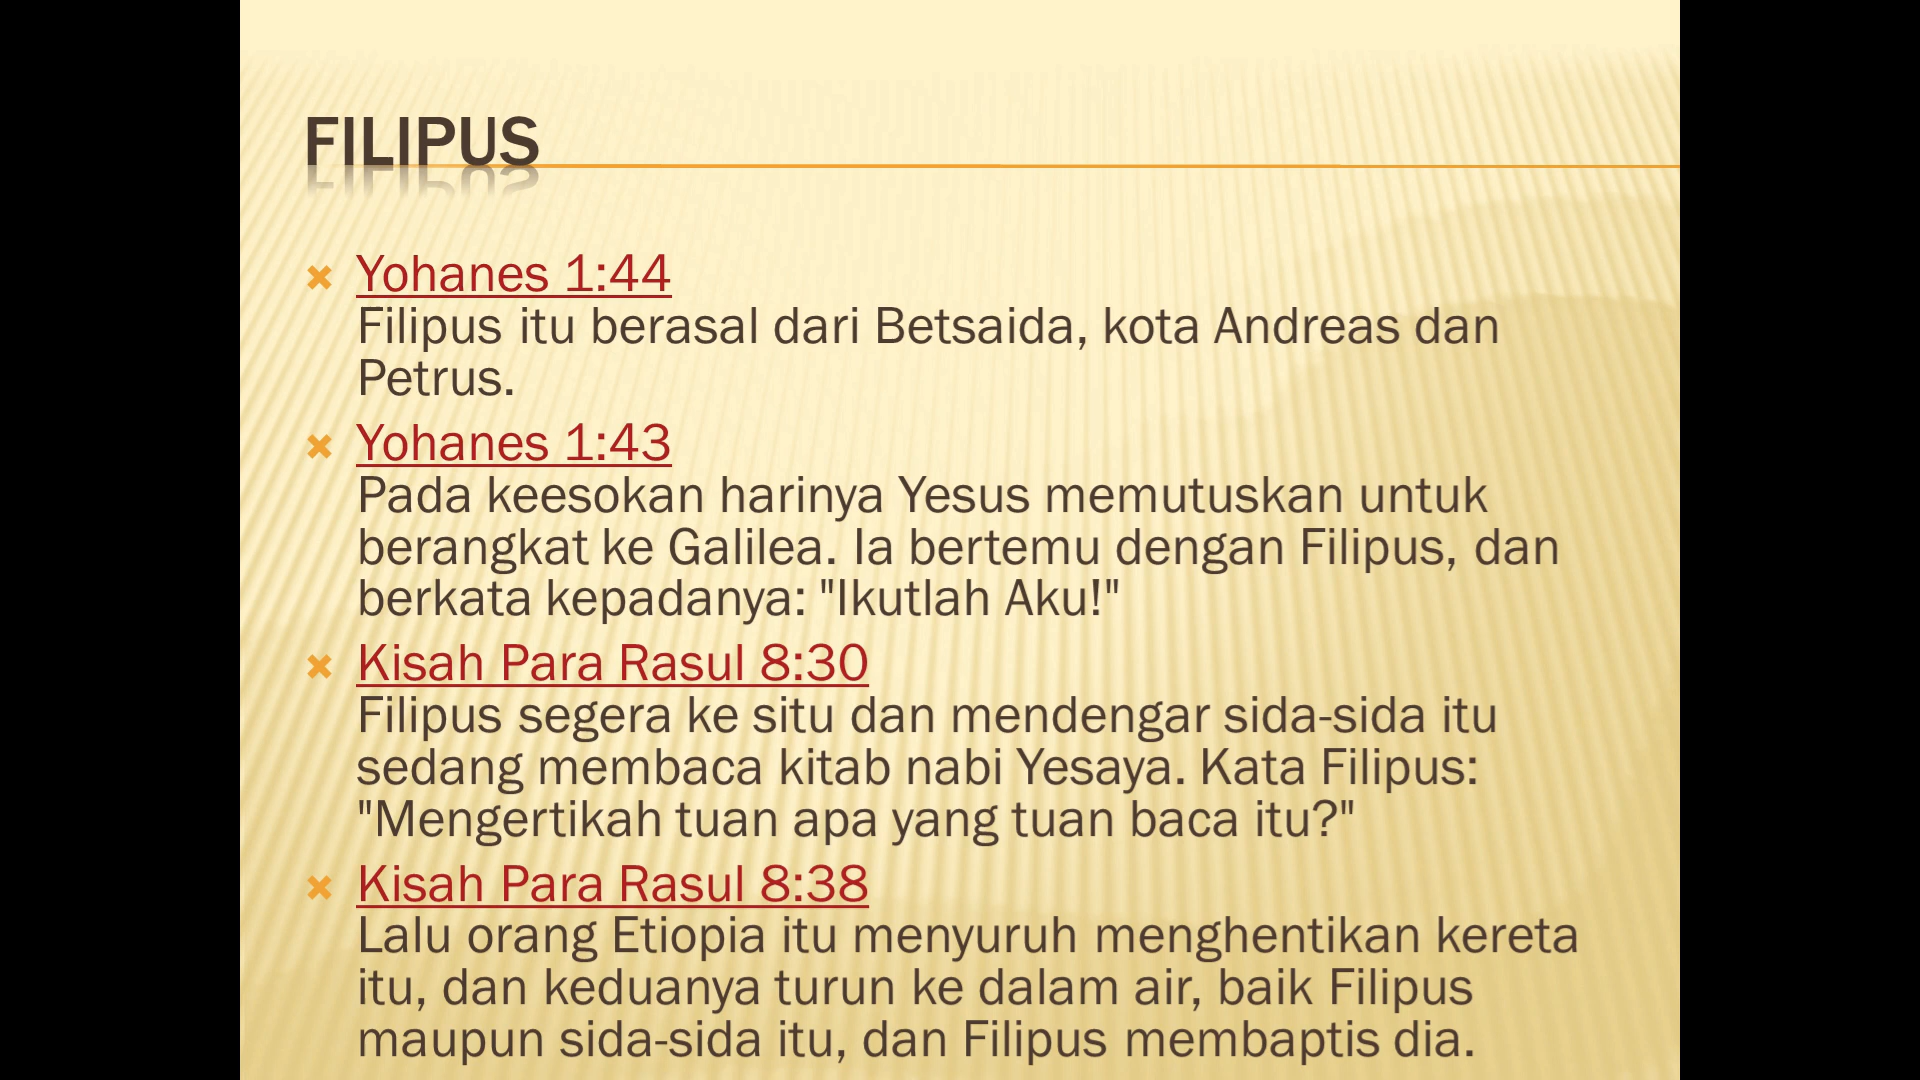 FILIPUS
Yohanes 1:44
Filipus itu berasal dari Betsaida, kota Andreas dan
Petrus.
Yohanes 1:43
Pada keesokan harinya Yesus memutuskan untuk
berangkat ke Galilea. Ia bertemu dengan Filipus, dan
berkata kepadanya: "Ikutlah Aku!"
Kisah Para Rasul 8:30
Filipus segera ke situ dan mendengar sida-sida itu
sedang membaca kitab nabi Yesaya. Kata Filipus:
"Mengertikah tuan apa yang tuan baca itu?"
Kisah Para Rasul 8:38
Lalu orang Etiopia itu menyuruh menghentikan kereta
itu, dan keduanya turun ke dalam air, baik Filipus
maupun sida-sida itu, dan Filipus membaptis dia.